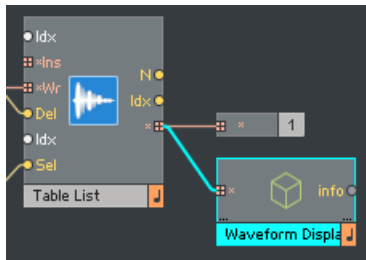 Idx
×Ins
×Wr
N
Idx
Del
×
× 1
Idx
Sel
× info
...
...
Table List
Waveform Displa